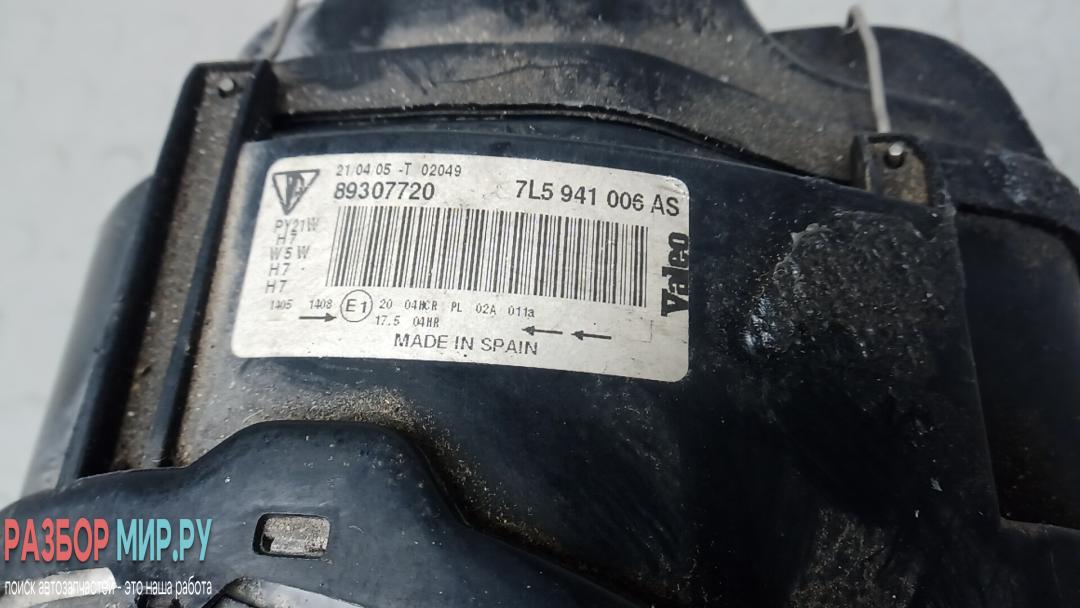 21/04/05 -T 02049
89307720 7L5 941 006 AS
PY21W
H7
W5W
H7
H7
Valeo
1405 1408 E1 20 04HCR PL 02A 011a
17.5 04HR
MADE IN SPAIN
РАЗБОР МИР.РУ
поиск автозапчастей - это наша работа